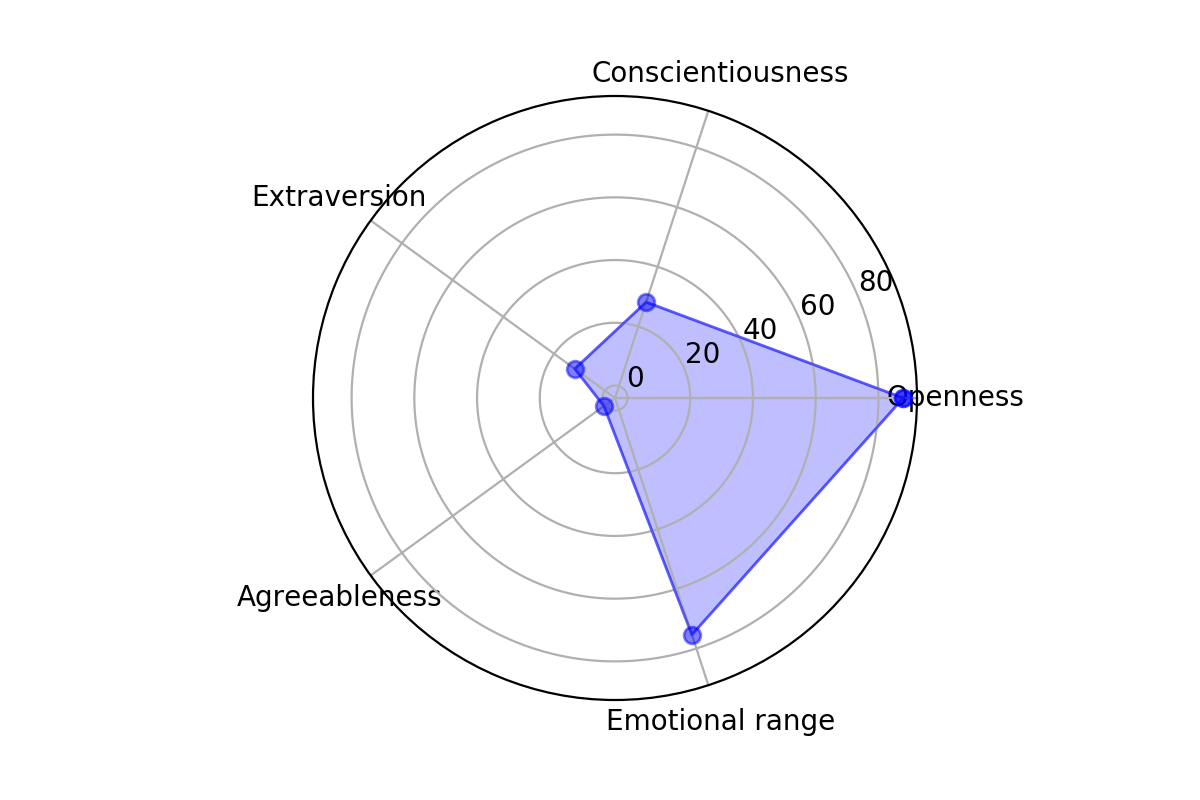 Conscientiousness
Extraversion
80
60
40
20
0
Openness
Agreeableness
Emotional range